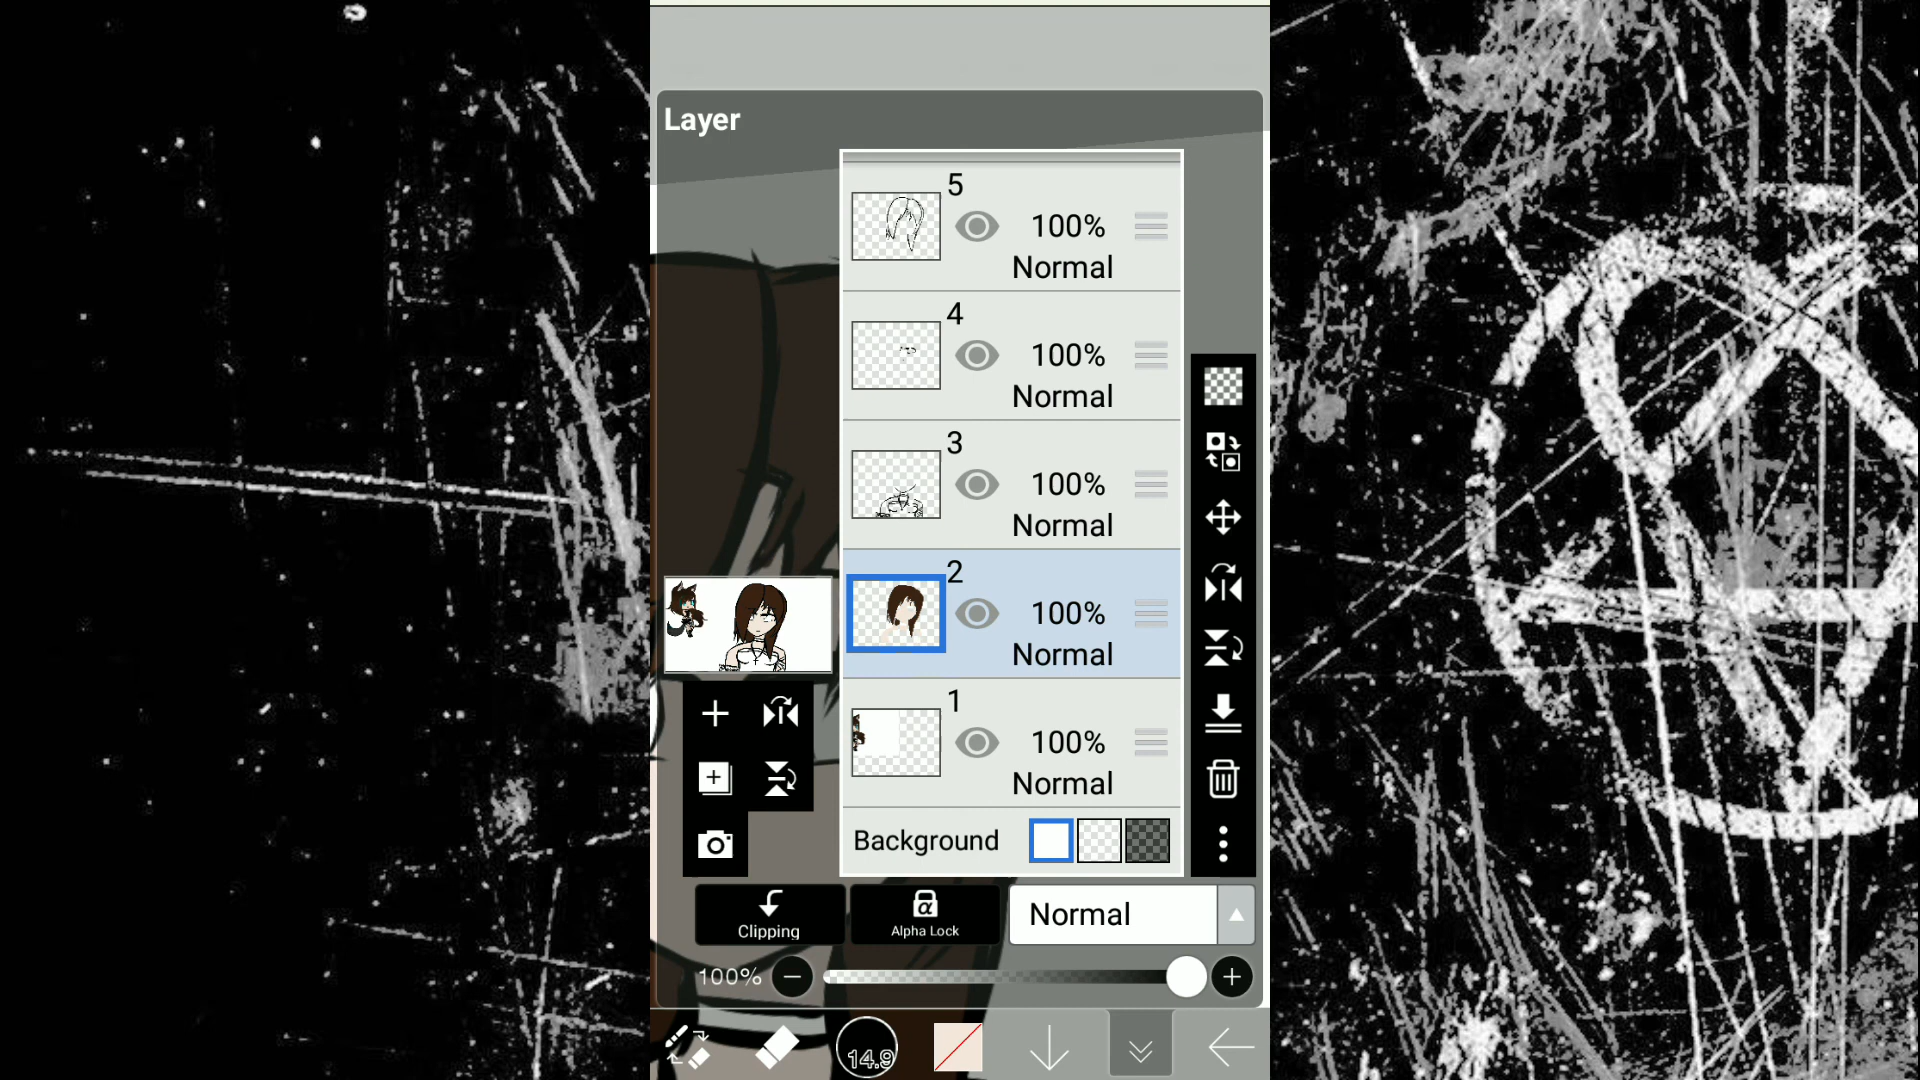 Layer
5
100%
Normal
4
100%
Normal
3
100%
Normal
2
100%
Normal
1
100%
Normal
Background
Clipping
α
Alpha Lock
Normal
100%
14.9